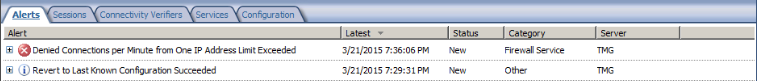 Alerts Sessions Connectivity Verifiers Services Configuration
Alert Latest Status Category Server
Denied Connections per Minute from One IP Address Limit Exceeded 3/21/2015 7:36:06 PM New Firewall Service TMG
Revert to Last Known Configuration Succeeded 3/21/2015 7:29:31 PM New Other TMG